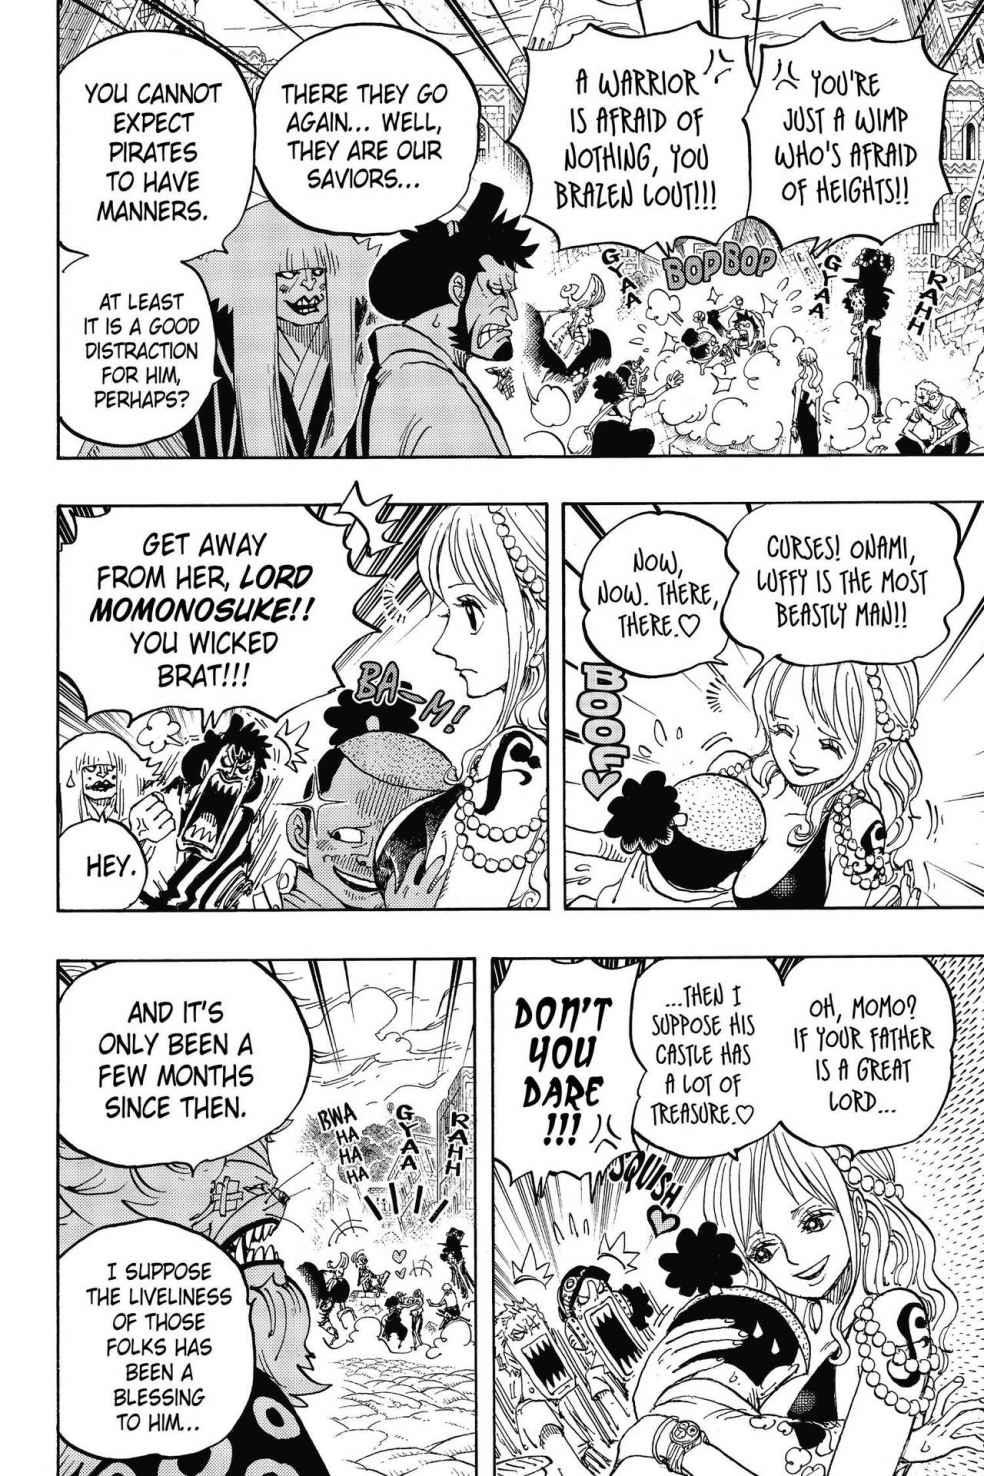 YOU'RE
JUST A WIMP
WHO'S AFRAID
OF HEIGHTS!!
A WARRIOR
IS AFRAID OF
NOTHING, YOU
BRAZEN LOUT!!!
THERE THEY GO
AGAIN... WELL,
THEY ARE OUR
SAVIORS...
YOU CANNOT
EXPECT
PIRATES
TO HAVE
MANNERS.
AT LEAST
IT IS A GOOD
DISTRACTION
FOR HIM,
PERHAPS?
RAHH
GYAA
BOP BOP
GYAA
CURSES! ONAMI,
LUFFY IS THE MOST
BEASTLY MAN!!
NOW,
NOW. THERE,
THERE.♡
BOOF
GET AWAY
FROM HER, LORD
MOMONOSUKE!!
YOU WICKED
BRAT!!!
BA-M!
HEY.
OH, MOMO?
IF YOUR FATHER
IS A GREAT
LORD...
...THEN I
SUPPOSE HIS
CASTLE HAS
A LOT OF
TREASURE.♡
DON'T
YOU
DARE
!!!
SQUISH
AND IT'S
ONLY BEEN A
FEW MONTHS
SINCE THEN.
RAHH
GYAA
BWA
HA
HA
HA
I SUPPOSE
THE LIVELINESS
OF THOSE
FOLKS HAS
BEEN A
BLESSING
TO HIM...